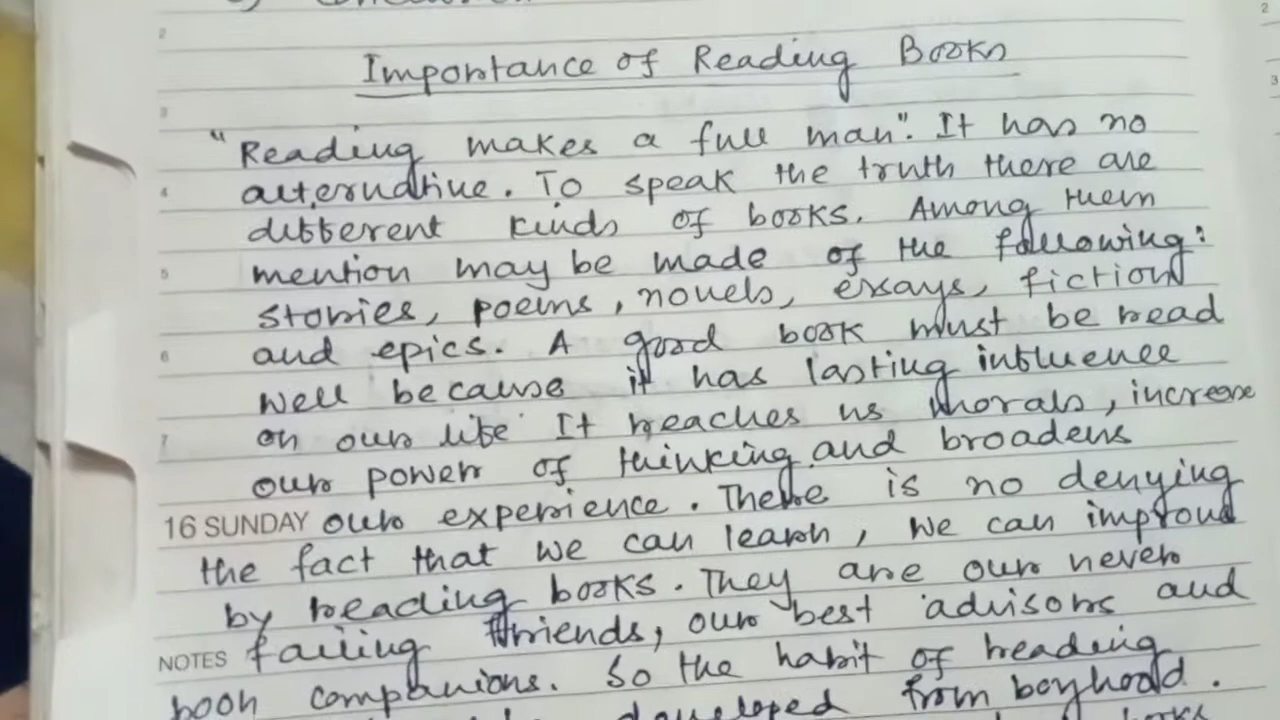 Importance of Reading Books
"Reading makes a full man". It has no
alternative. To speak the truth there are
different kinds of books. Among them
mention may be made of the following:
stories, poems, novels, essays, fiction
and epics. A good book must be read
well because it has lasting influence
on our life It teaches us morals, increase
our power of thinking and broadens
16 SUNDAY our experience. There is no denying
the fact that we can learn, we can improve
by reading books. They are our never
NOTES failing friends, our best advisors and
boon companions. So the habit of reading
developed from boyhood.